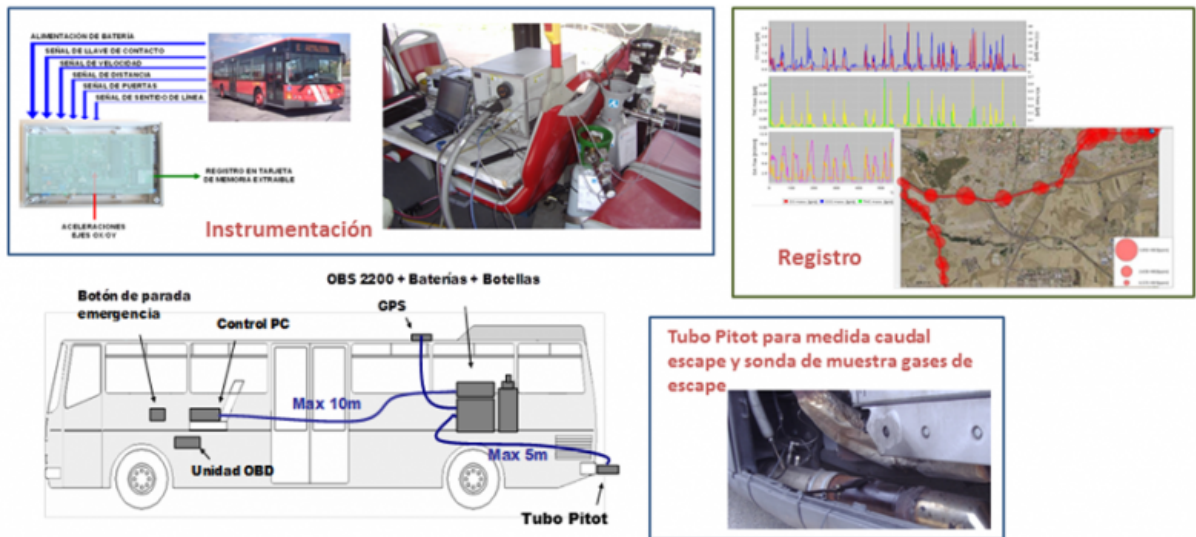 ALIMENTACIÓN DE BATERÍA
SEÑAL DE LLAVE DE CONTACTO
SEÑAL DE VELOCIDAD
SEÑAL DE DISTANCIA
SEÑAL DE PUERTAS
SEÑAL DE SENTIDO DE LÍNEA
REGISTRO EN TARJETA
DE MEMORIA EXTRAIBLE
ACELERACIONES
EJES OX/OY
Instrumentación
Registro
OBS 2200 + Baterías + Botellas
GPS
Botón de parada
emergencia
Control PC
Max 10m
Unidad OBD
Max 5m
Tubo Pitot
Tubo Pitot para medida caudal
escape y sonda de muestra gases de
escape